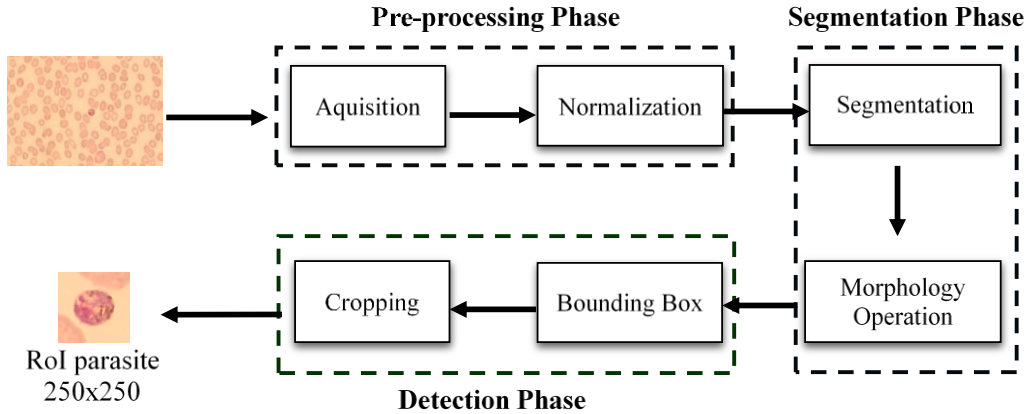 Pre-processing Phase
Segmentation Phase
Aquisition
Normalization
Segmentation
Cropping
Bounding Box
Morphology
Operation
RoI parasite
250x250
Detection Phase